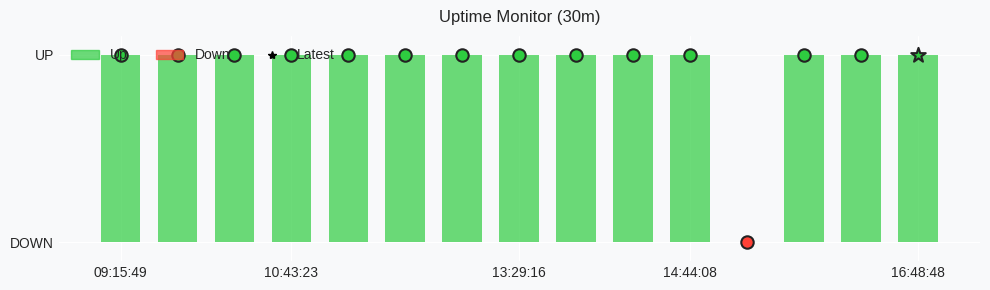 Uptime Monitor (30m)
UP
Up Down Latest
DOWN
09:15:49 10:43:23 13:29:16 14:44:08 16:48:48